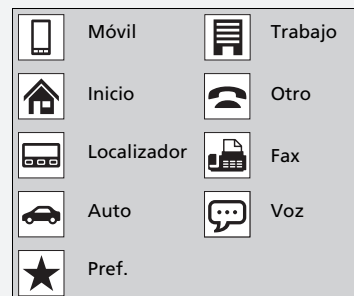 Móvil
Trabajo
Inicio
Otro
Localizador
Fax
Auto
Voz
Pref.